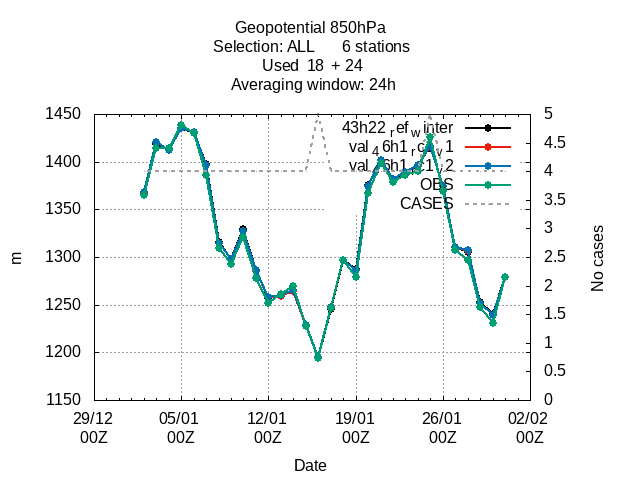 Geopotential 850hPa
Selection: ALL 6 stations
Used 18 + 24
Averaging window: 24h
1450
1400
1350
1300
1250
1200
1150
m
5
4.5
4
3.5
3
2.5
2
1.5
1
0.5
0
No cases
43h22 ref winter
OBS
CASES
29/12 05/01 12/01 19/01 26/01 02/02
00Z 00Z 00Z 00Z 00Z 00Z
Date